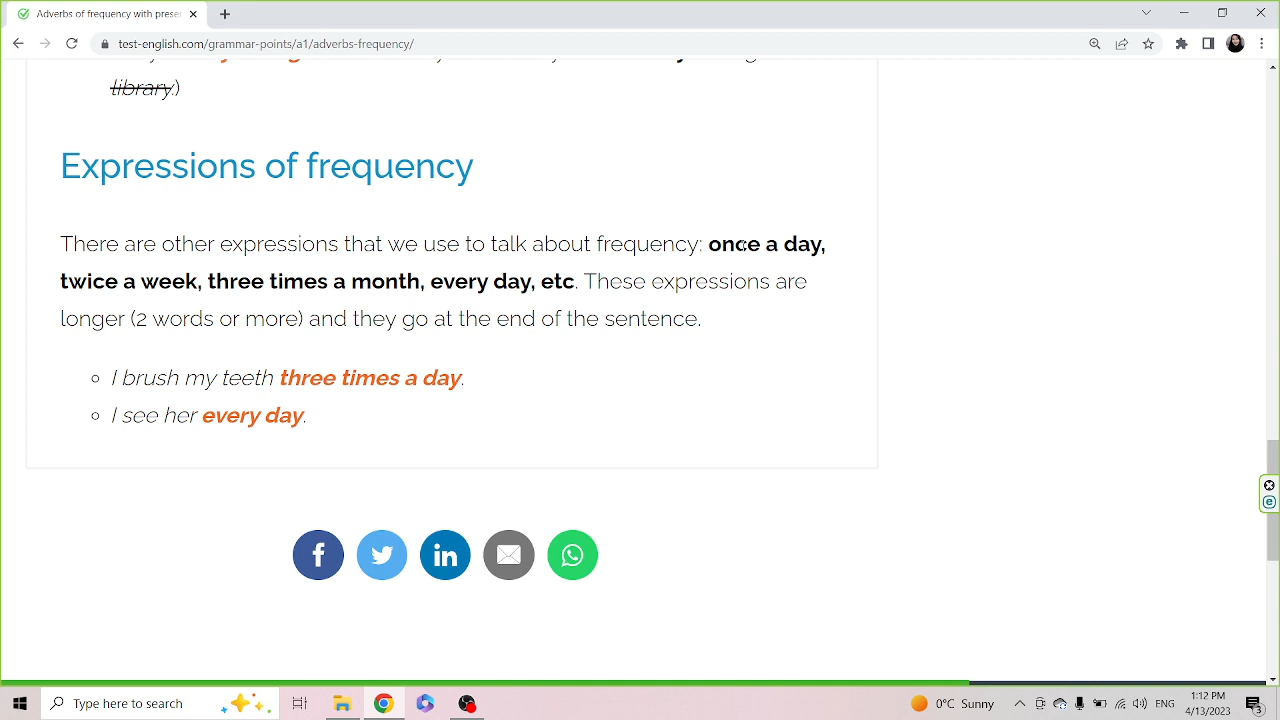 Adverbs of frequency with prese
test-english.com/grammar-points/a1/adverbs-frequency/
library.)
Expressions of frequency
There are other expressions that we use to talk about frequency: once a day,
twice a week, three times a month, every day, etc. These expressions are
longer (2 words or more) and they go at the end of the sentence.
I brush my teeth three times a day.
I see her every day.
Type here to search
0°C Sunny
ENG
1:12 PM
4/13/2023
3